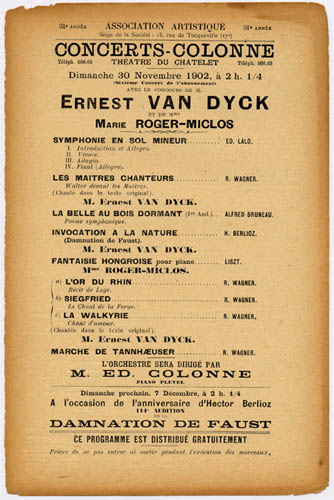 31e ANNÉE ASSOCIATION ARTISTIQUE 31e ANNÉE
Siège de la Société : 13, rue de Tocqueville (17e)
CONCERTS-COLONNE
Téléph. 506.63 THÉATRE DU CHATELET Téléph. 506.63
Dimanche 30 Novembre 1902, à 2 h. 1/4
(Sixième Concert de l'abonnement)
AVEC LE CONCOURS DE M.
ERNEST VAN DYCK
ET DE Mme
MARIE ROGER-MICLOS
SYMPHONIE EN SOL MINEUR ED. LALO.
I. Introduction et Allegro.
II. Vivace.
III. Adagio.
IV. Final (Allegro).
LES MAITRES CHANTEURS R. WAGNER.
Walter devant les Maîtres.
(Chantés dans le texte original).
M. Ernest VAN DYCK.
LA BELLE AU BOIS DORMANT (1re Aud.) ALFRED BRUNEAU.
Poème symphonique.
INVOCATION A LA NATURE H. BERLIOZ.
(Damnation de Faust).
M. Ernest VAN DYCK.
FANTAISIE HONGROISE pour piano LISZT.
Mme ROGER-MICLOS.
a) L'OR DU RHIN R. WAGNER.
Récit de Loge.
b) SIEGFRIED R. WAGNER.
Le Chant de la Forge.
c) LA WALKYRIE R. WAGNER.
Chant d'amour.
(Chantés dans le texte original).
M. Ernest VAN DYCK.
MARCHE DE TANNHÆUSER R. WAGNER.
L'ORCHESTRE SERA DIRIGÉ PAR
M. ED. COLONNE
PIANO PLEYEL
Dimanche prochain, 7 Décembre, à 2 h. 1/4
A l'occasion de l'anniversaire d'Hector Berlioz
114e AUDITION
DE LA
DAMNATION DE FAUST
CE PROGRAMME EST DISTRIBUÉ GRATUITEMENT
Prière de ne pas entrer ni sortir pendant l'exécution des morceaux.